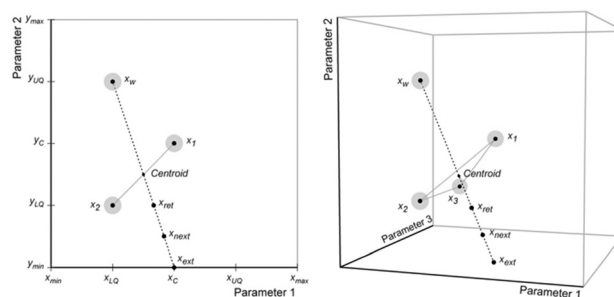 Parameter 2
y_max
y_UQ
y_C
y_LQ
y_min
x_w
x_1
Centroid
x_2
x_ret
x_next
x_ext
x_min
x_LQ
x_C
x_UQ
x_max
Parameter 1
Parameter 2
x_w
x_1
Centroid
x_3
x_2
x_ret
Parameter 3
x_next
x_ext
Parameter 1